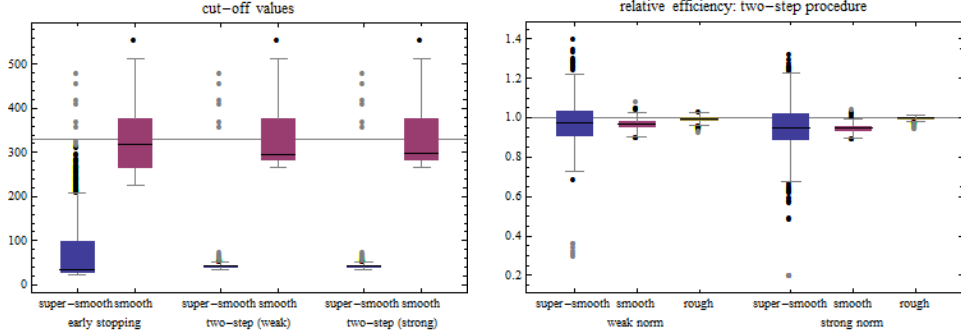 cut-off values
500
400
300
200
100
0
super-smooth smooth super-smooth smooth super-smooth smooth
early stopping two-step (weak) two-step (strong)
relative efficiency: two-step procedure
1.4
1.2
1.0
0.8
0.6
0.4
0.2
super-smooth smooth rough super-smooth smooth rough
weak norm strong norm